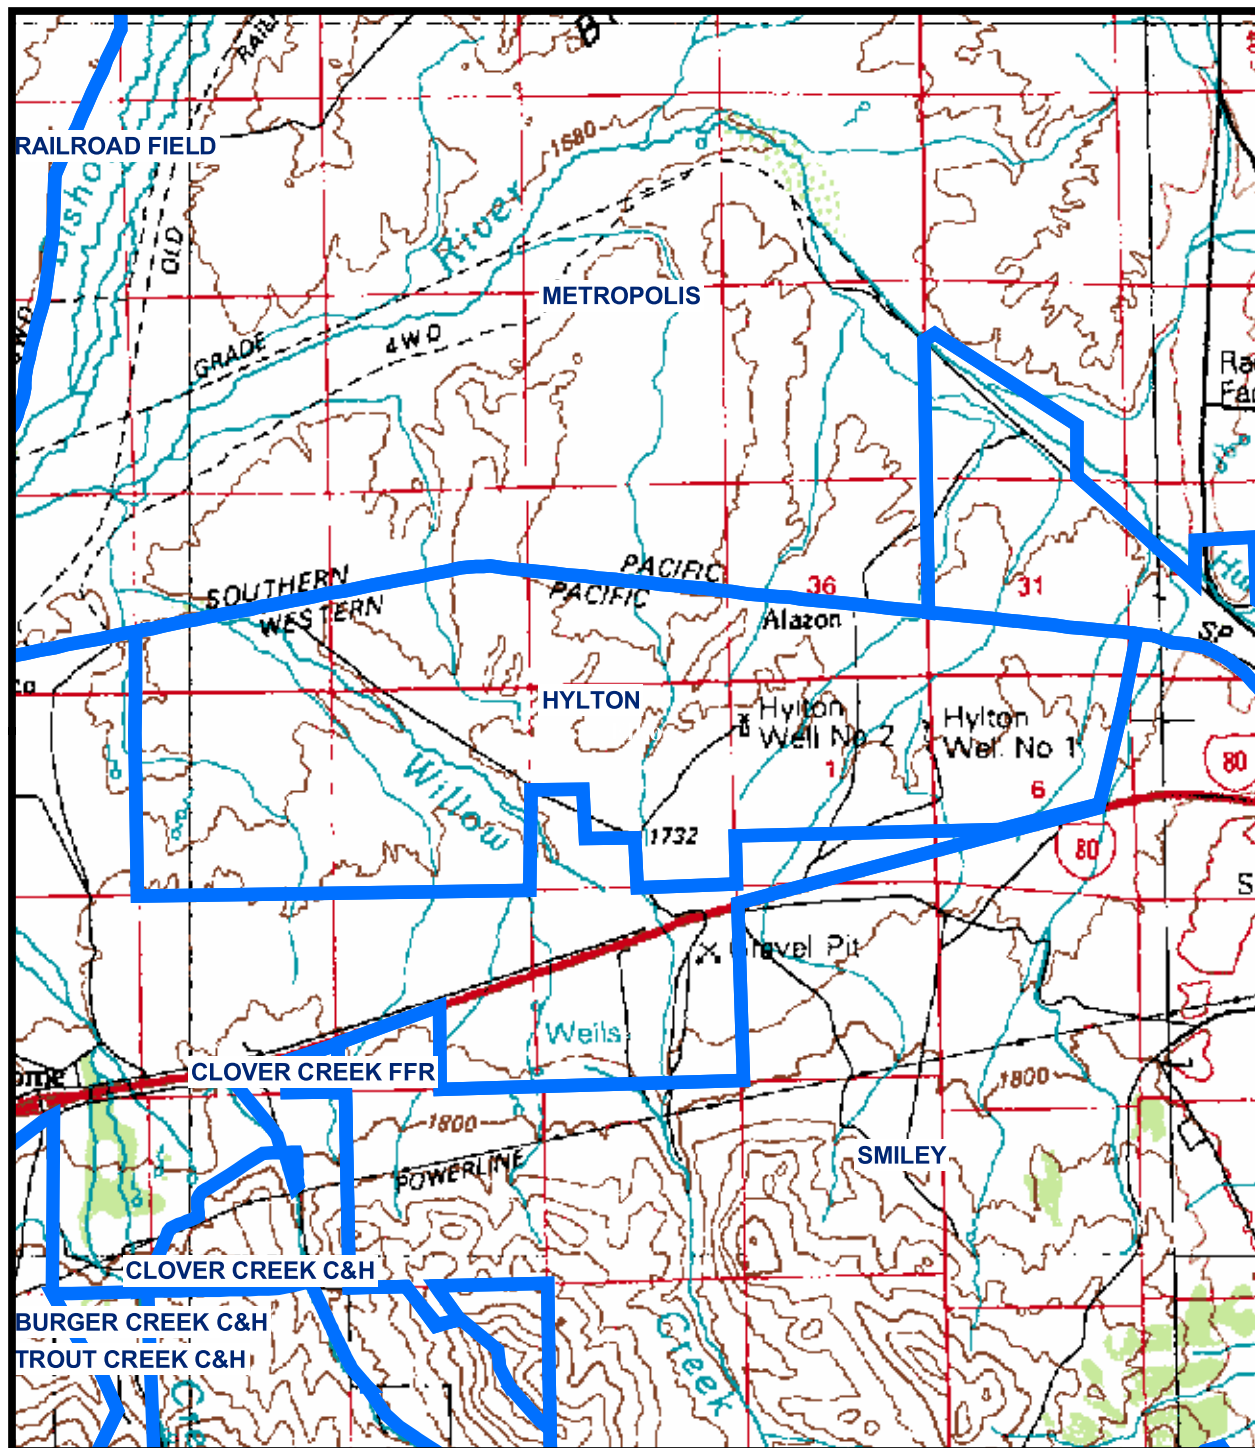 RAILROAD FIELD
OLD
1680
River
METROPOLIS
GRADE
4WD
SOUTHERN
PACIFIC
WESTERN
PACIFIC
36
31
Alazon
SP
HYLTON
Hylton
Well No 2
Hylton
Wel. No 1
1
6
80
Willow
1732
80
Gravel Pit
Wells
CLOVER CREEK FFR
1800
1800
POWERLINE
SMILEY
CLOVER CREEK C&H
BURGER CREEK C&H
TROUT CREEK C&H
Creek